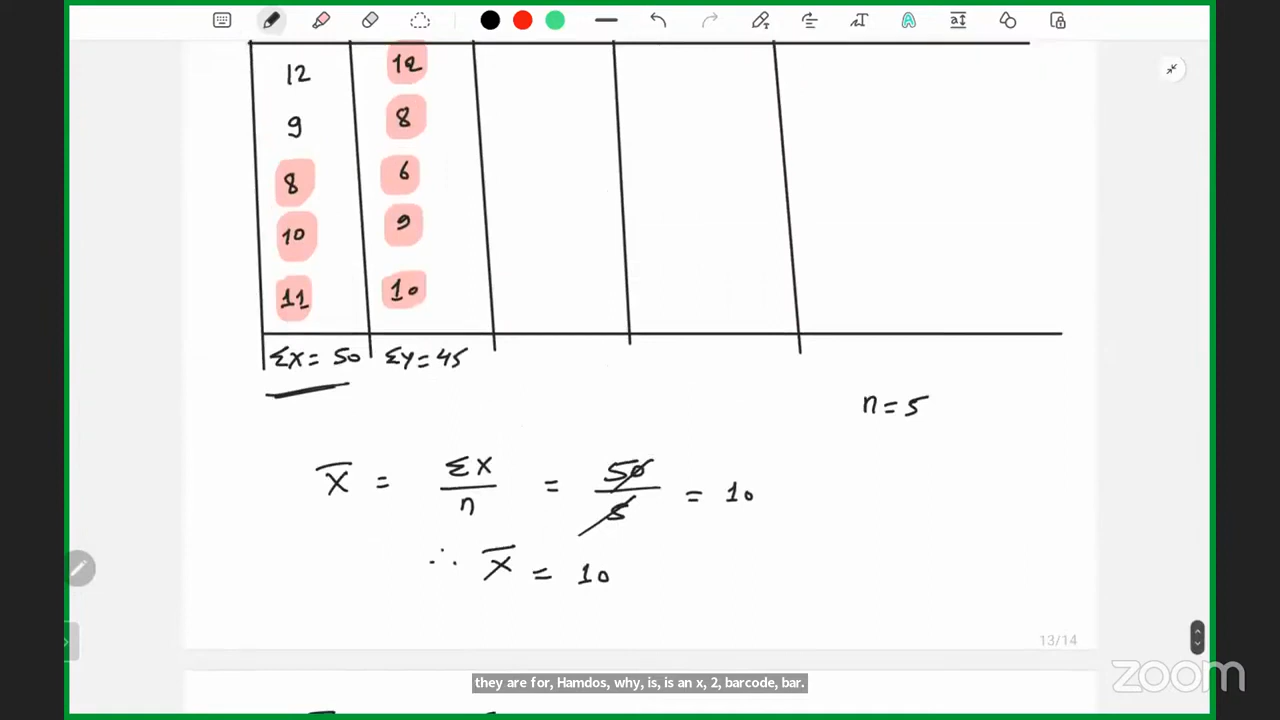 12 12
9 8
8 6
10 9
11 10
Σx = 50 Σy = 45
n = 5
x̄ = Σx/n = 50/5 = 10
∴ x̄ = 10
13/14
they are for, Hamdos, why, is, is an x, 2, barcode, bar.
zoom